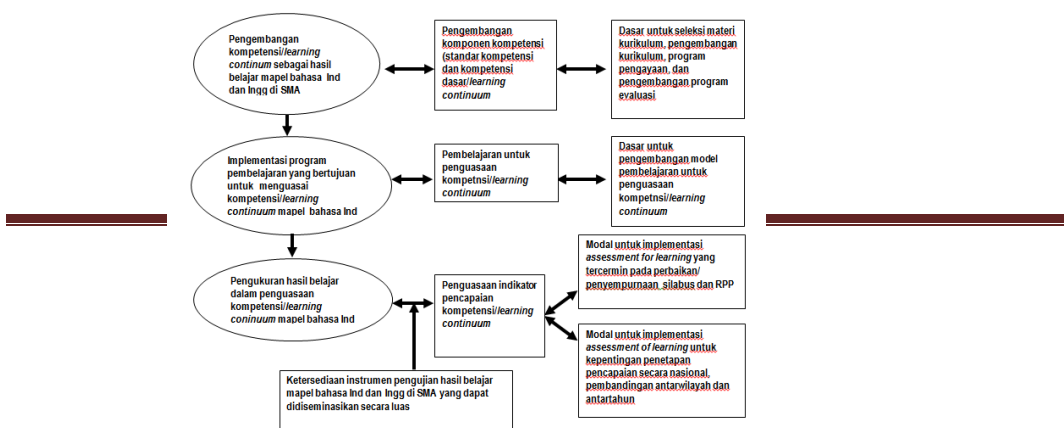 Pengembangan
kompetensi/learning
continum sebagai hasil
belajar mapel bahasa Ind
dan Ingg di SMA
Pengembangan
komponen kompetensi
(standar kompetensi
dan kompetensi
dasar/learning
continuum
Dasar untuk seleksi materi
kurikulum, pengembangan
kurikulum, program
pengayaan, dan
pengembangan program
evaluasi
Implementasi program
pembelajaran yang bertujuan
untuk menguasai
kompetensi/learning
continuum mapel bahasa Ind
Pembelajaran untuk
penguasaan
kompetnsi/learning
continuum
Dasar untuk
pengembangan model
pembelajaran untuk
penguasaan
kompetnsi/learning
continuum
Pengukuran hasil belajar
dalam penguasaan
kompetensi/learning
coninuum mapel bahasa Ind
Penguasaan indikator
pencapaian
kompetensi/learning
continuum
Modal untuk implementasi
assessment for learning yang
tercermin pada perbaikan/
penyempurnaan silabus dan RPP
Modal untuk implementasi
assessment of learning untuk
kepentingan penetapan
pencapaian secara nasional,
pembandingan antarwilayah dan
antartahun
Ketersediaan instrumen pengujian hasil belajar
mapel bahasa Ind dan Ingg di SMA yang dapat
didiseminasikan secara luas